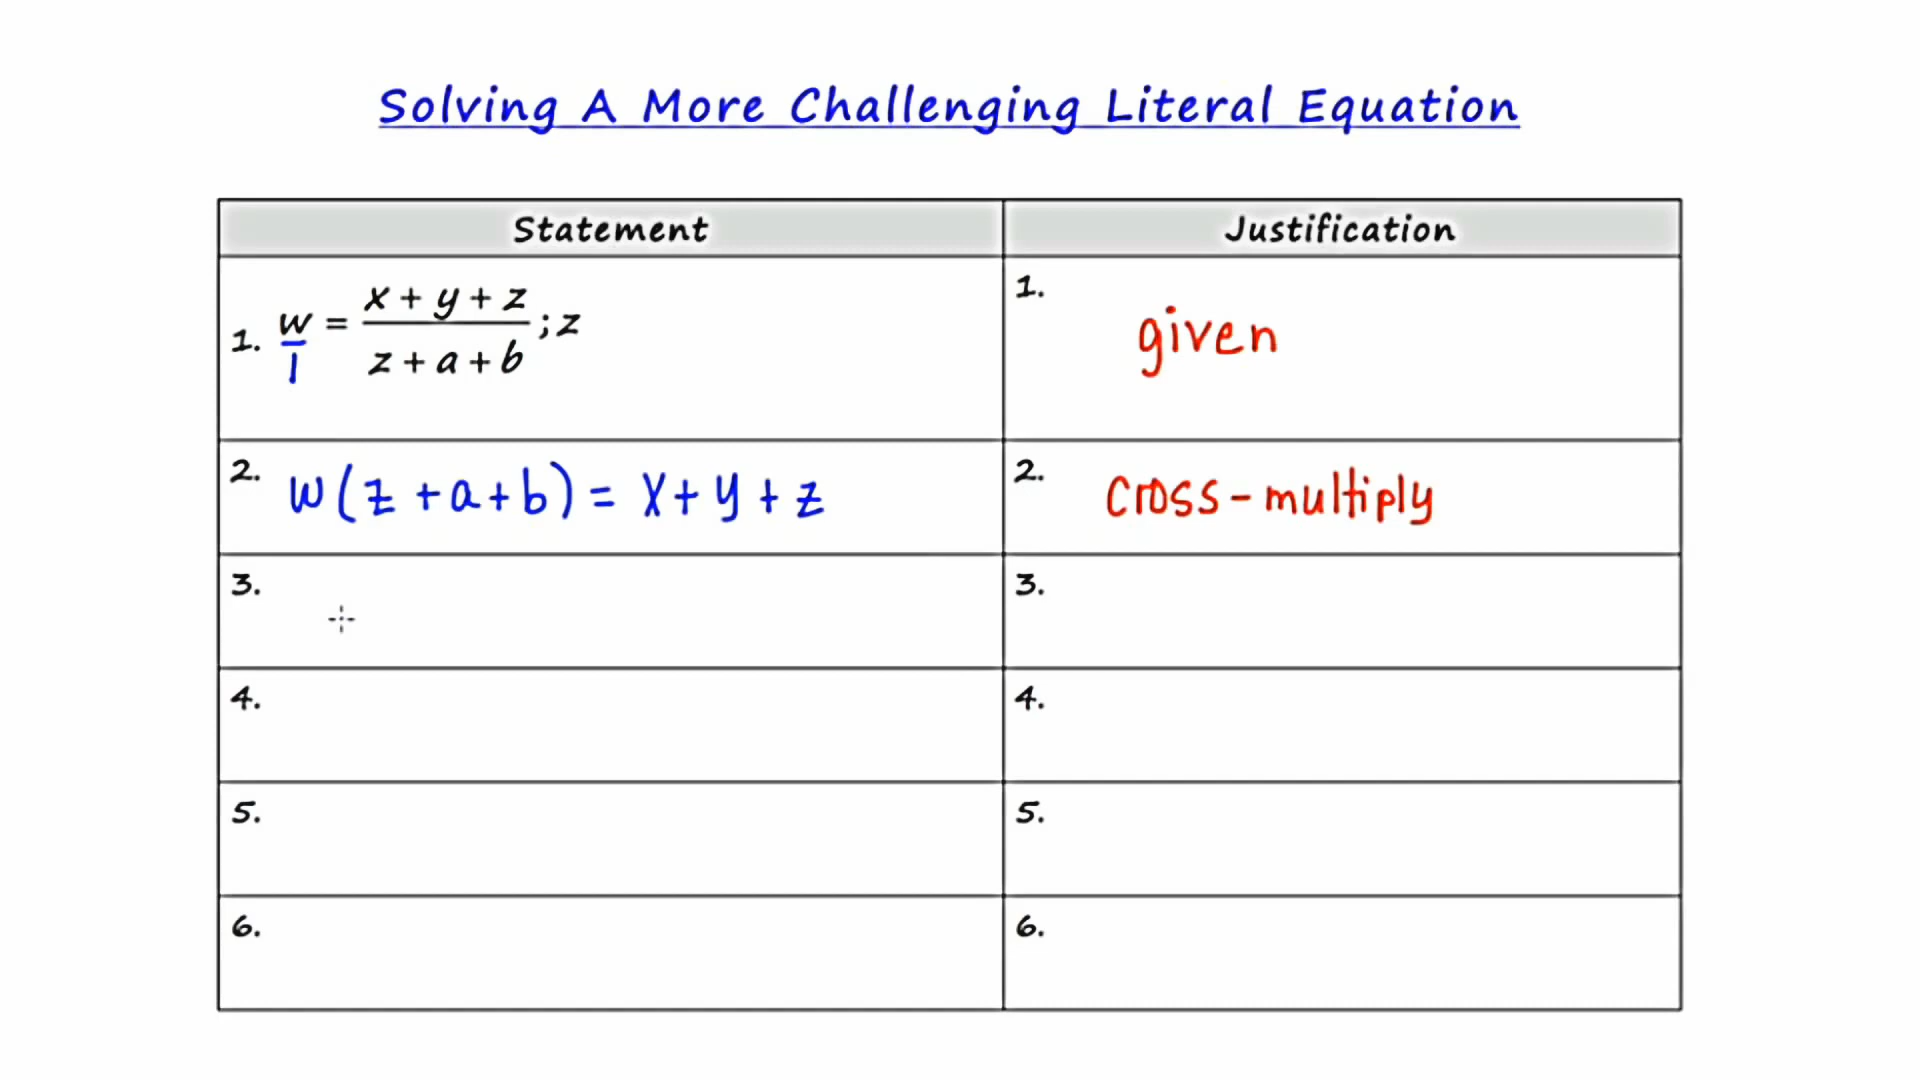 Solving A More Challenging Literal Equation
Statement
Justification
1. w/1 = (x + y + z)/(z + a + b) ; z
1.
given
2. w(z + a + b) = x + y + z
2.
cross-multiply
3.
3.
4.
4.
5.
5.
6.
6.